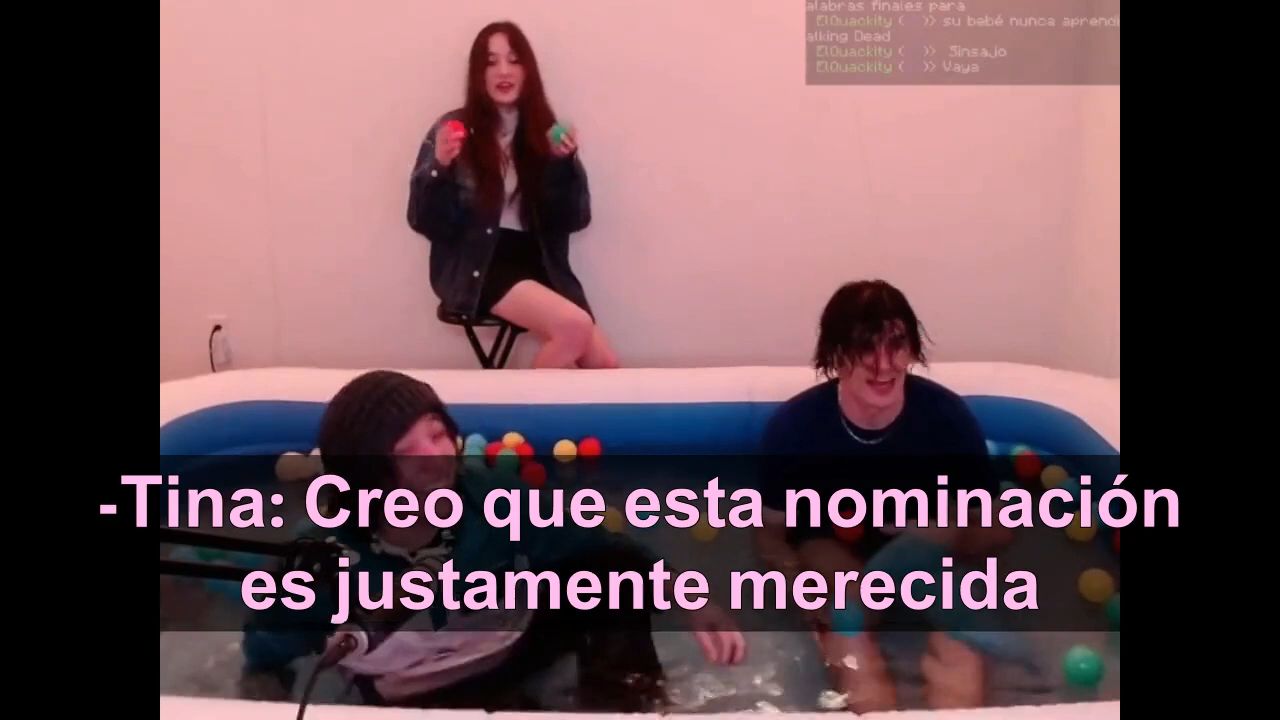 alabras finales para
ElQuackity ( )> su bebé nunca aprendi
alking Dead
ElQuackity ( )> Sinsajo
ElQuackity ( )> Vaya
-Tina: Creo que esta nominación
es justamente merecida